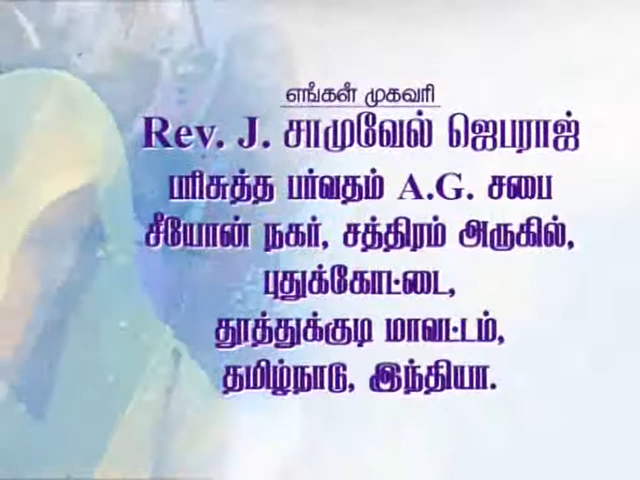 எங்கள் முகவரி
Rev. J. சாமுவேல் ஜெபராஜ்
பரிசுத்த பர்வதம் A.G. சபை
சீயோன் நகர், சத்திரம் அருகில்,
புதுக்கோட்டை,
தூத்துக்குடி மாவட்டம்,
தமிழ்நாடு, இந்தியா.